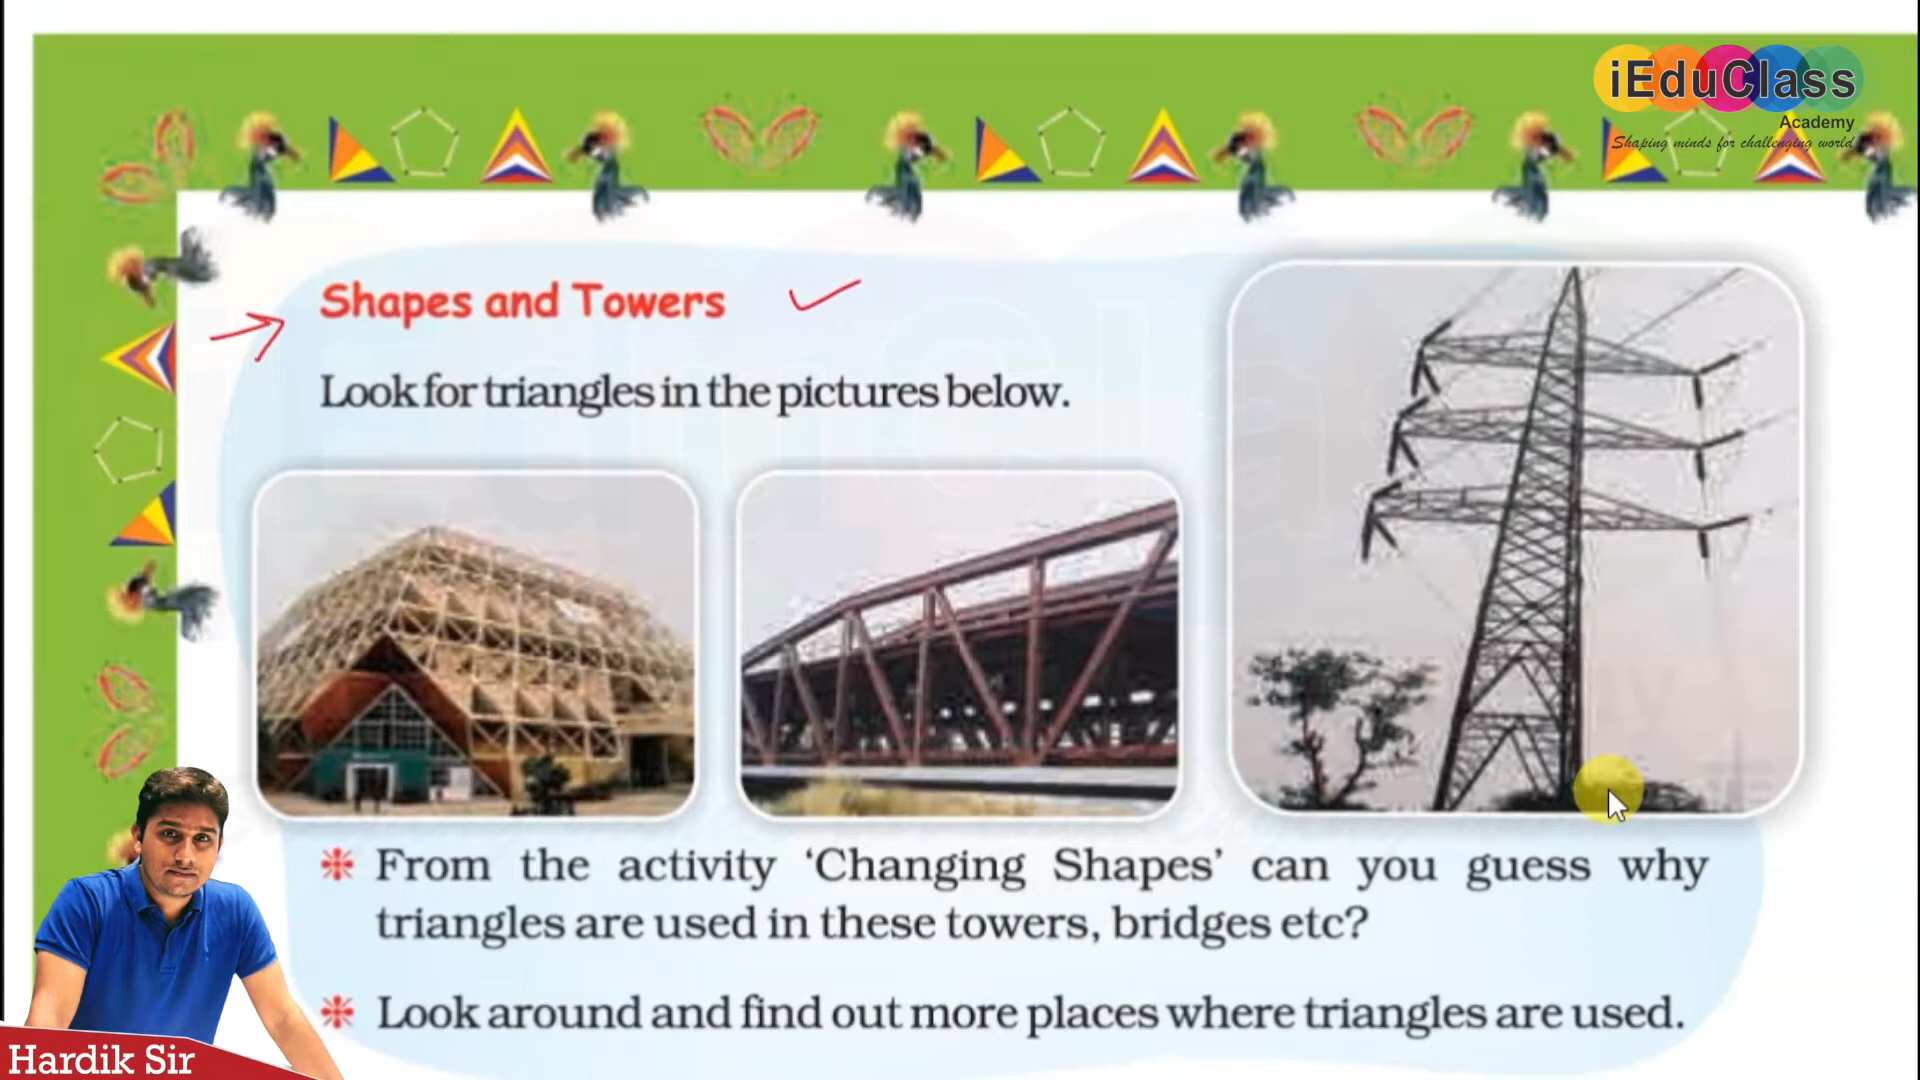 iEduClass
Academy
Shaping minds for challenging world
Shapes and Towers
Look for triangles in the pictures below.
❉ From the activity ‘Changing Shapes’ can you guess why
triangles are used in these towers, bridges etc?
❉ Look around and find out more places where triangles are used.
Hardik Sir